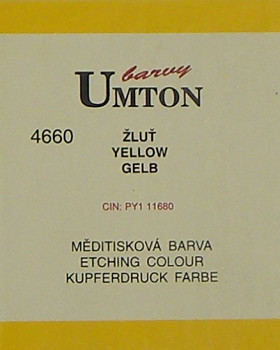 barvy
UMTON
4660 ŽLUŤ
YELLOW
GELB
CIN: PY1 11680
MĚDITISKOVÁ BARVA
ETCHING COLOUR
KUPFERDRUCK FARBE